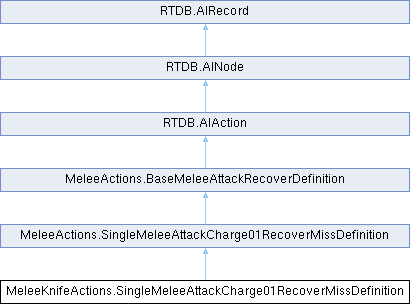 RTDB.AIRecord
RTDB.AINode
RTDB.AIAction
MeleeActions.BaseMeleeAttackRecoverDefinition
MeleeActions.SingleMeleeAttackCharge01RecoverMissDefinition
MeleeKnifeActions.SingleMeleeAttackCharge01RecoverMissDefinition